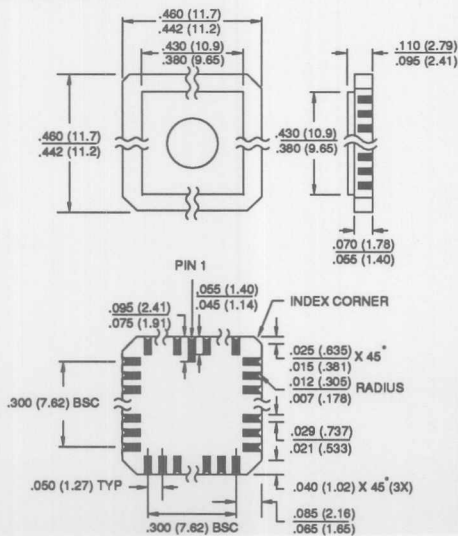 .460 (11.7)
.442 (11.2)
.430 (10.9)
.380 (9.65)
.110 (2.79)
.095 (2.41)
.460 (11.7)
.442 (11.2)
.430 (10.9)
.380 (9.65)
.070 (1.78)
.055 (1.40)
PIN 1
.055 (1.40)
.045 (1.14)
.095 (2.41)
.075 (1.91)
INDEX CORNER
.025 (.635) X 45°
.015 (.381)
.012 (.305) RADIUS
.007 (.178)
.300 (7.62) BSC
.029 (.737)
.021 (.533)
.050 (1.27) TYP
.040 (1.02) X 45° (3X)
.300 (7.62) BSC
.085 (2.16)
.065 (1.65)